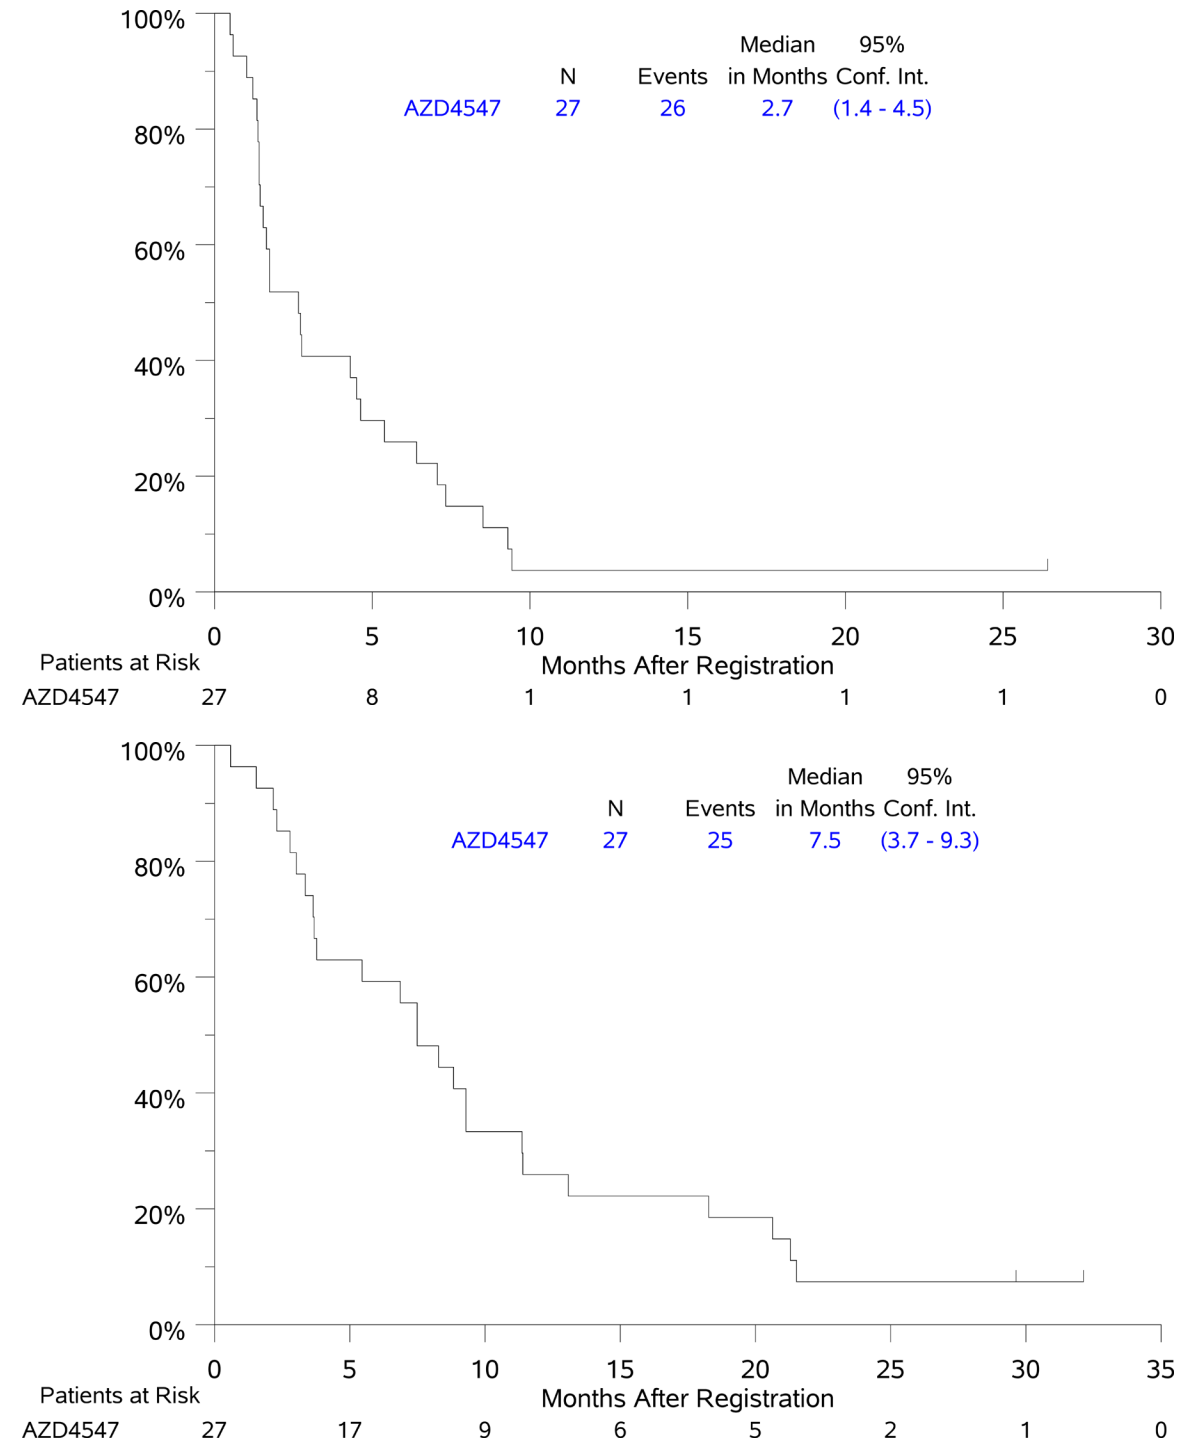 100%
Median 95%
N Events in Months Conf. Int.
AZD4547 27 26 2.7 (1.4 - 4.5)
80%
60%
40%
20%
0%
0 5 10 15 20 25 30
Patients at Risk Months After Registration
AZD4547 27 8 1 1 1 1 0
100%
Median 95%
N Events in Months Conf. Int.
AZD4547 27 25 7.5 (3.7 - 9.3)
80%
60%
40%
20%
0%
0 5 10 15 20 25 30 35
Patients at Risk Months After Registration
AZD4547 27 17 9 6 5 2 1 0